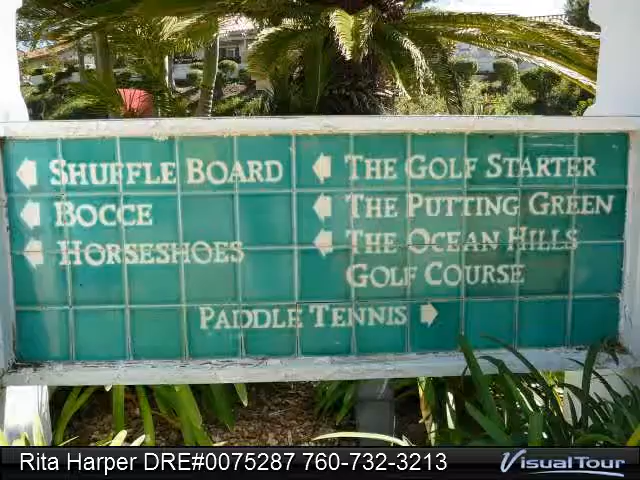 SHUFFLE BOARD
BOCCE
HORSESHOES
THE GOLF STARTER
THE PUTTING GREEN
THE OCEAN HILLS
GOLF COURSE
PADDLE TENNIS
Rita Harper DRE#0075287 760-732-3213
VISUALTOUR